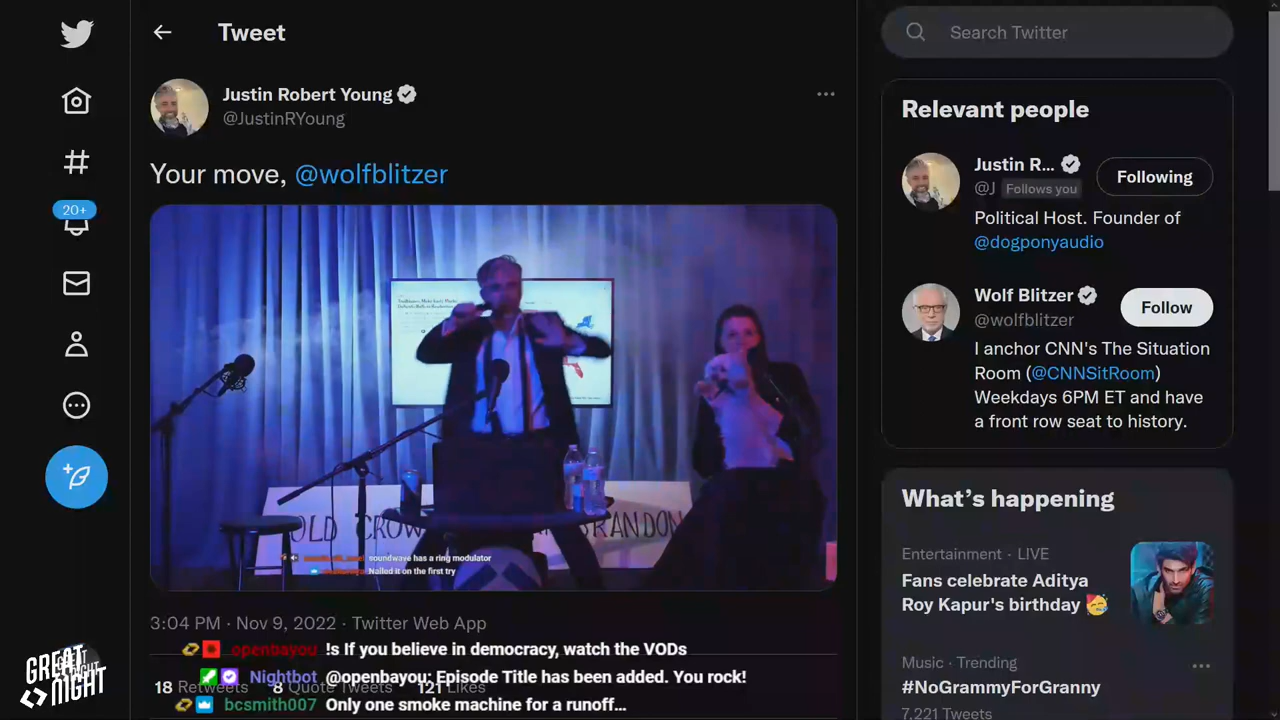 Tweet
Justin Robert Young
@JustinRYoung
Your move, @wolfblitzer
OLD CROW
RANDON
soundwave has a ring modulator
Nailed it on the first try
3:04 PM · Nov 9, 2022 · Twitter Web App
18 Retweets 8 Quote Tweets 121 Likes
openbayou !s If you believe in democracy, watch the VODs
Nightbot @openbayou: Episode Title has been added. You rock!
bcsmith007 Only one smoke machine for a runoff...
20+
GREAT
NIGHT
Search Twitter
Relevant people
Justin R...
@J Follows you
Following
Political Host. Founder of
@dogponyaudio
Wolf Blitzer
@wolfblitzer
Follow
I anchor CNN's The Situation
Room (@CNNSitRoom)
Weekdays 6PM ET and have
a front row seat to history.
What's happening
Entertainment · LIVE
Fans celebrate Aditya
Roy Kapur's birthday 🥳
Music · Trending
#NoGrammyForGranny
7,221 Tweets